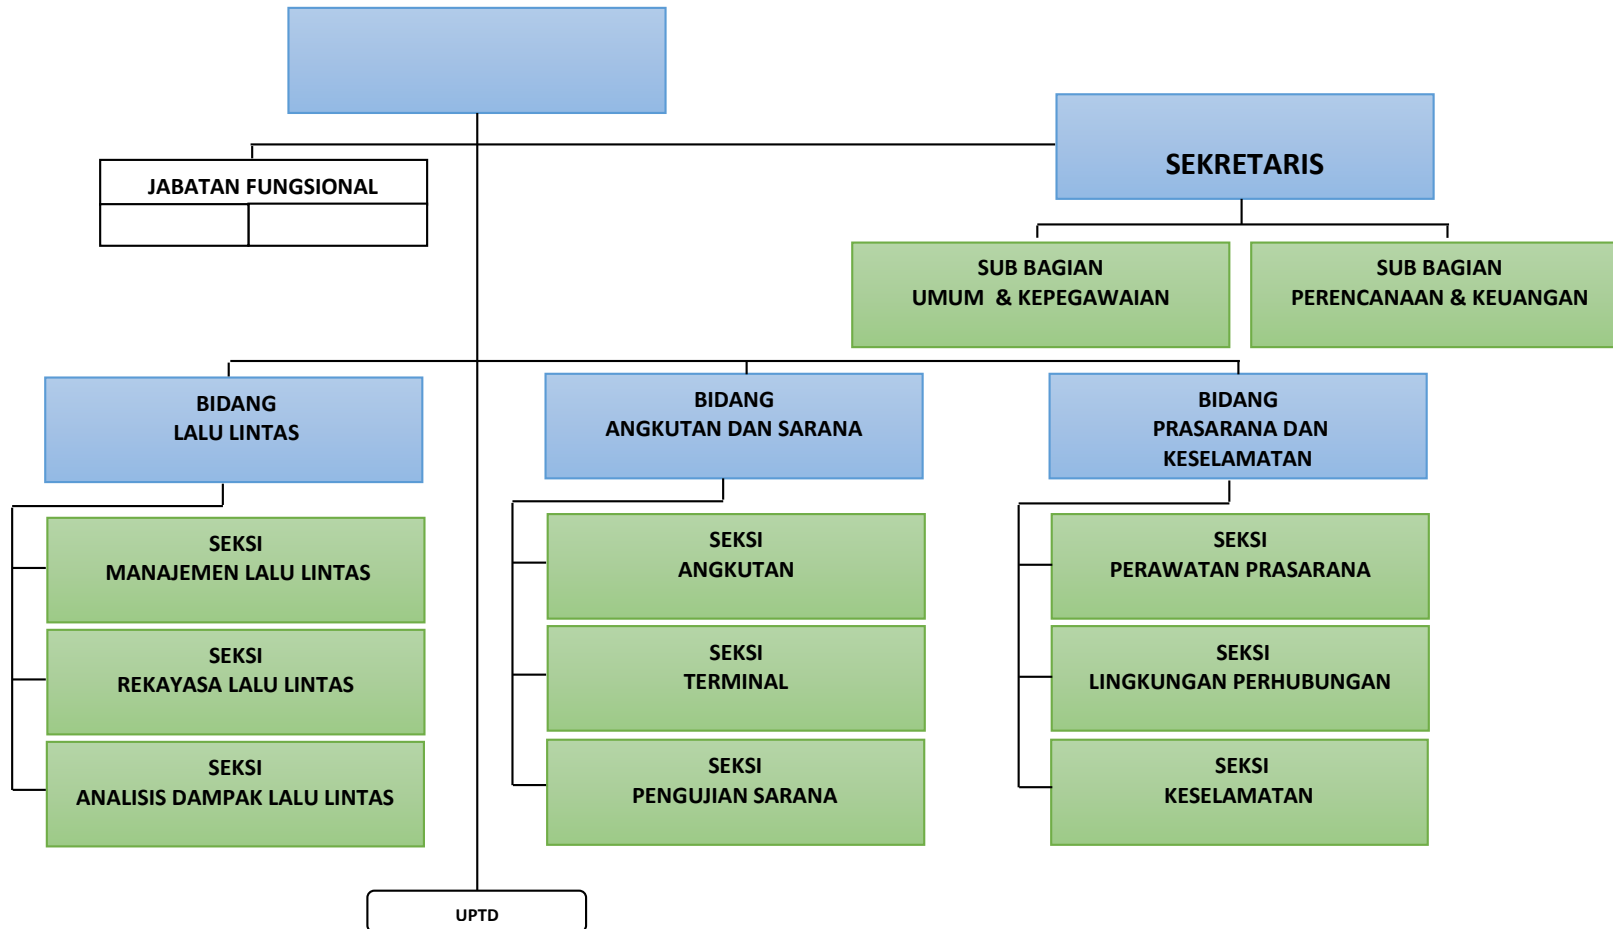 SEKRETARIS
JABATAN FUNGSIONAL
SUB BAGIAN
UMUM & KEPEGAWAIAN
SUB BAGIAN
PERENCANAAN & KEUANGAN
BIDANG
LALU LINTAS
BIDANG
ANGKUTAN DAN SARANA
BIDANG
PRASARANA DAN
KESELAMATAN
SEKSI
MANAJEMEN LALU LINTAS
SEKSI
REKAYASA LALU LINTAS
SEKSI
ANALISIS DAMPAK LALU LINTAS
SEKSI
ANGKUTAN
SEKSI
TERMINAL
SEKSI
PENGUJIAN SARANA
SEKSI
PERAWATAN PRASARANA
SEKSI
LINGKUNGAN PERHUBUNGAN
SEKSI
KESELAMATAN
UPTD